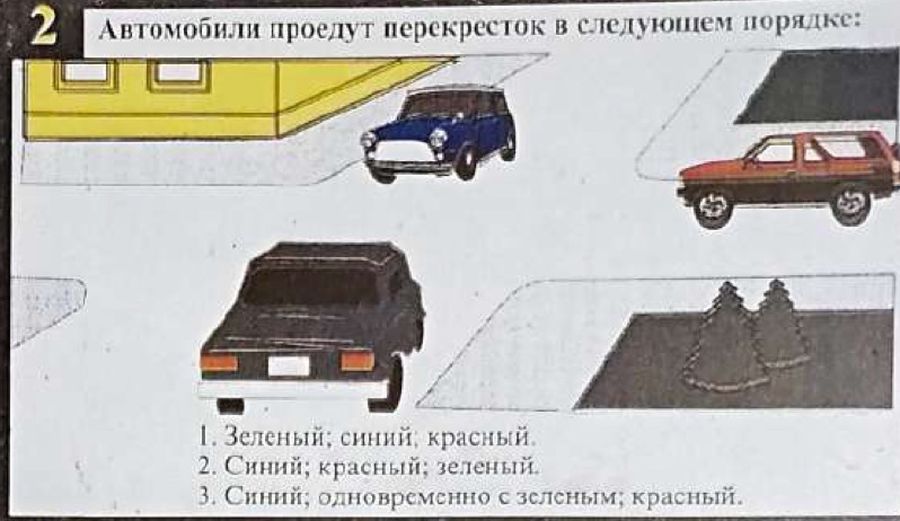 2
Автомобили проедут перекресток в следующем порядке:
1. Зеленый; синий; красный.
2. Синий; красный; зеленый.
3. Синий; одновременно с зеленым; красный.